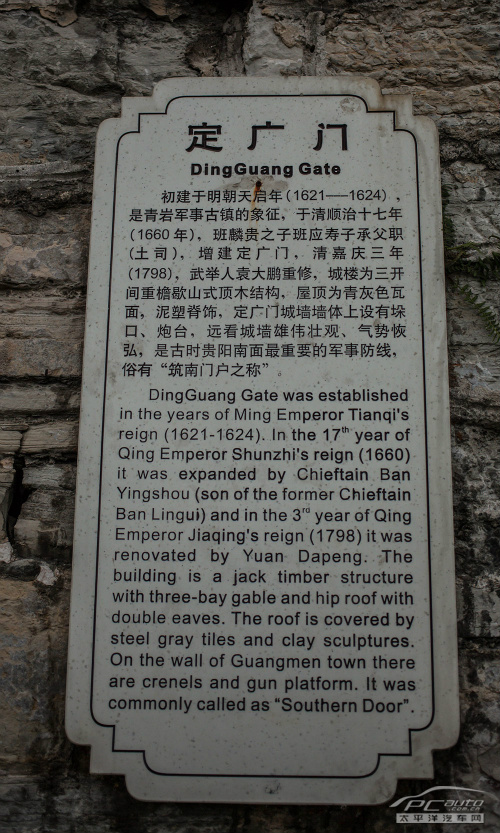 定广门
DingGuang Gate
初建于明朝天启年（1621——1624），
是青岩军事古镇的象征，于清顺治十七年
（1660年），班麟贵之子班应寿子承父职
（土司），增建定广门，清嘉庆三年
（1798），武举人袁大鹏重修，城楼为三开
间重檐歇山式顶木结构，屋顶为青灰色瓦
面，泥塑脊饰，定广门城墙墙体上设有垛
口、炮台，远看城墙雄伟壮观、气势恢
弘，是古时贵阳南面最重要的军事防线，
俗有“筑南门户之称”。
DingGuang Gate was established
in the years of Ming Emperor Tianqi's
reign (1621-1624). In the 17th year of
Qing Emperor Shunzhi's reign (1660)
it was expanded by Chieftain Ban
Yingshou (son of the former Chieftain
Ban Lingui) and in the 3rd year of Qing
Emperor Jiaqing's reign (1798) it was
renovated by Yuan Dapeng. The
building is a jack timber structure
with three-bay gable and hip roof with
double eaves. The roof is covered by
steel gray tiles and clay sculptures.
On the wall of Guangmen town there
are crenels and gun platform. It was
commonly called as “Southern Door”.
PCauto
.com.cn
太平洋汽车网